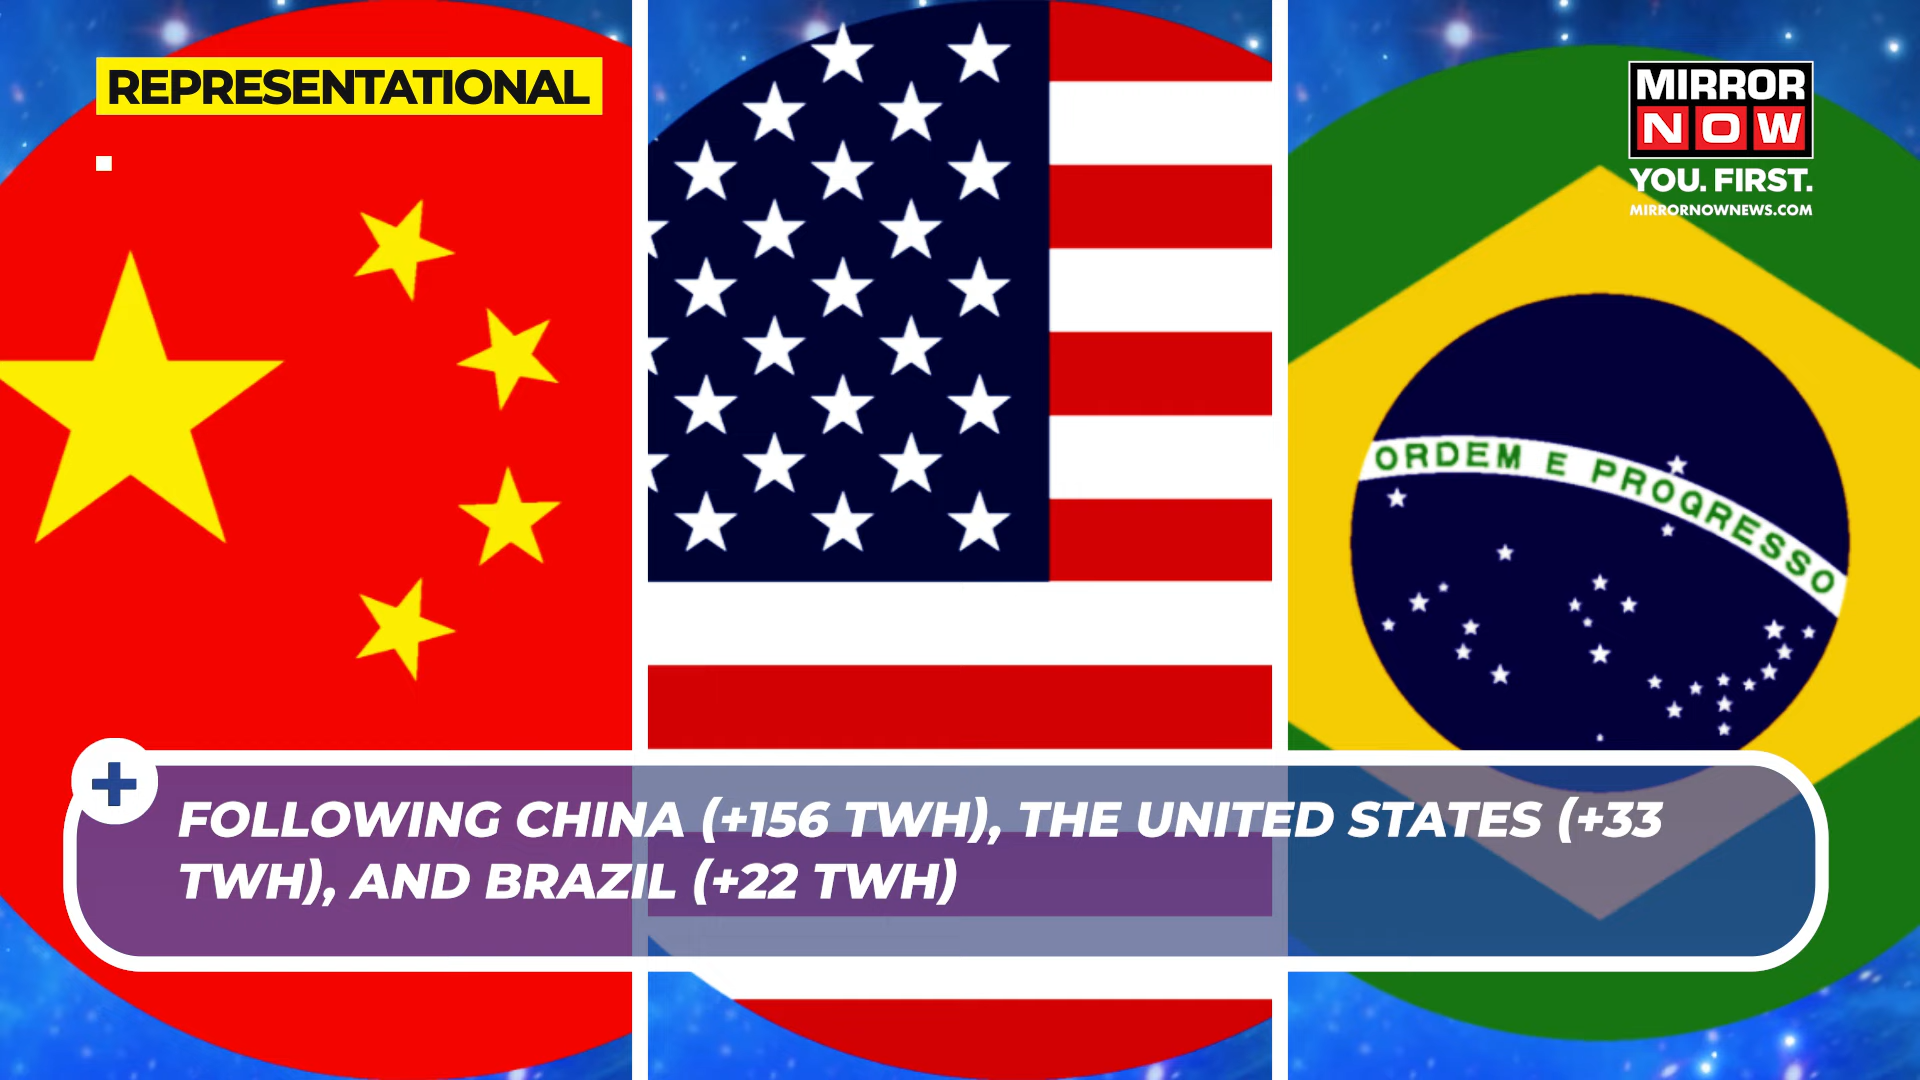 REPRESENTATIONAL
MIRROR
NOW
YOU. FIRST.
MIRRORNOWNEWS.COM
ORDEM E PROGRESSO
FOLLOWING CHINA (+156 TWH), THE UNITED STATES (+33
TWH), AND BRAZIL (+22 TWH)